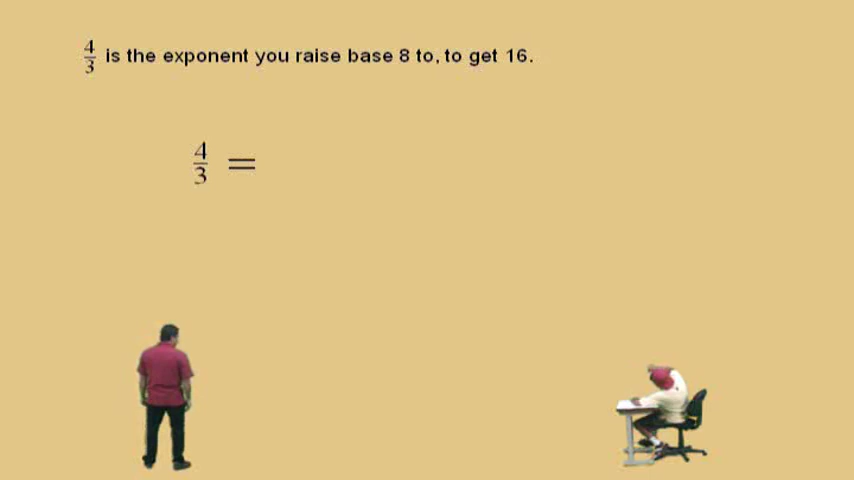 4/3 is the exponent you raise base 8 to, to get 16.
4/3 =